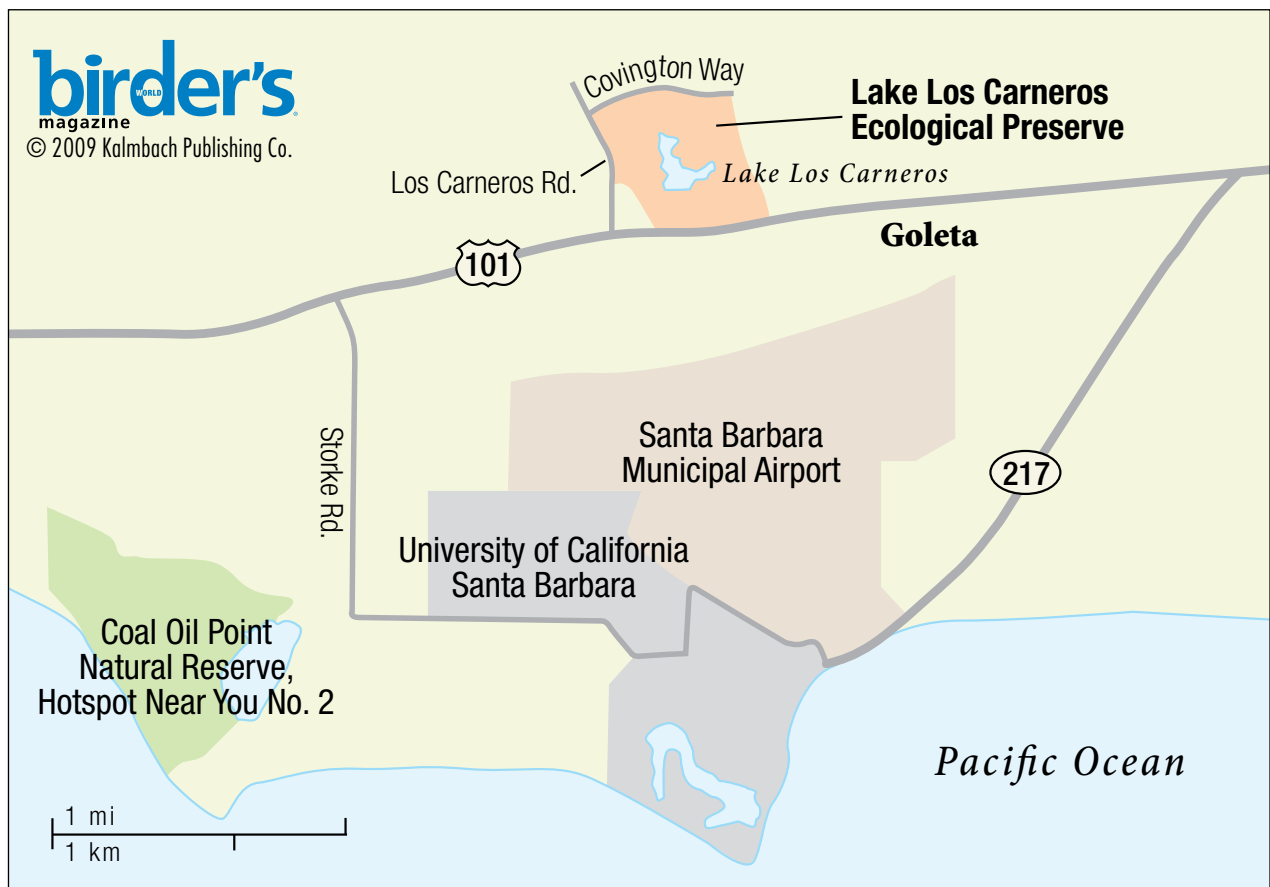 birder's
WORLD
magazine
© 2009 Kalmbach Publishing Co.
Covington Way
Lake Los Carneros
Ecological Preserve
Los Carneros Rd.
Lake Los Carneros
Goleta
101
Storke Rd.
Santa Barbara
Municipal Airport
217
University of California
Santa Barbara
Coal Oil Point
Natural Reserve,
Hotspot Near You No. 2
Pacific Ocean
1 mi
1 km